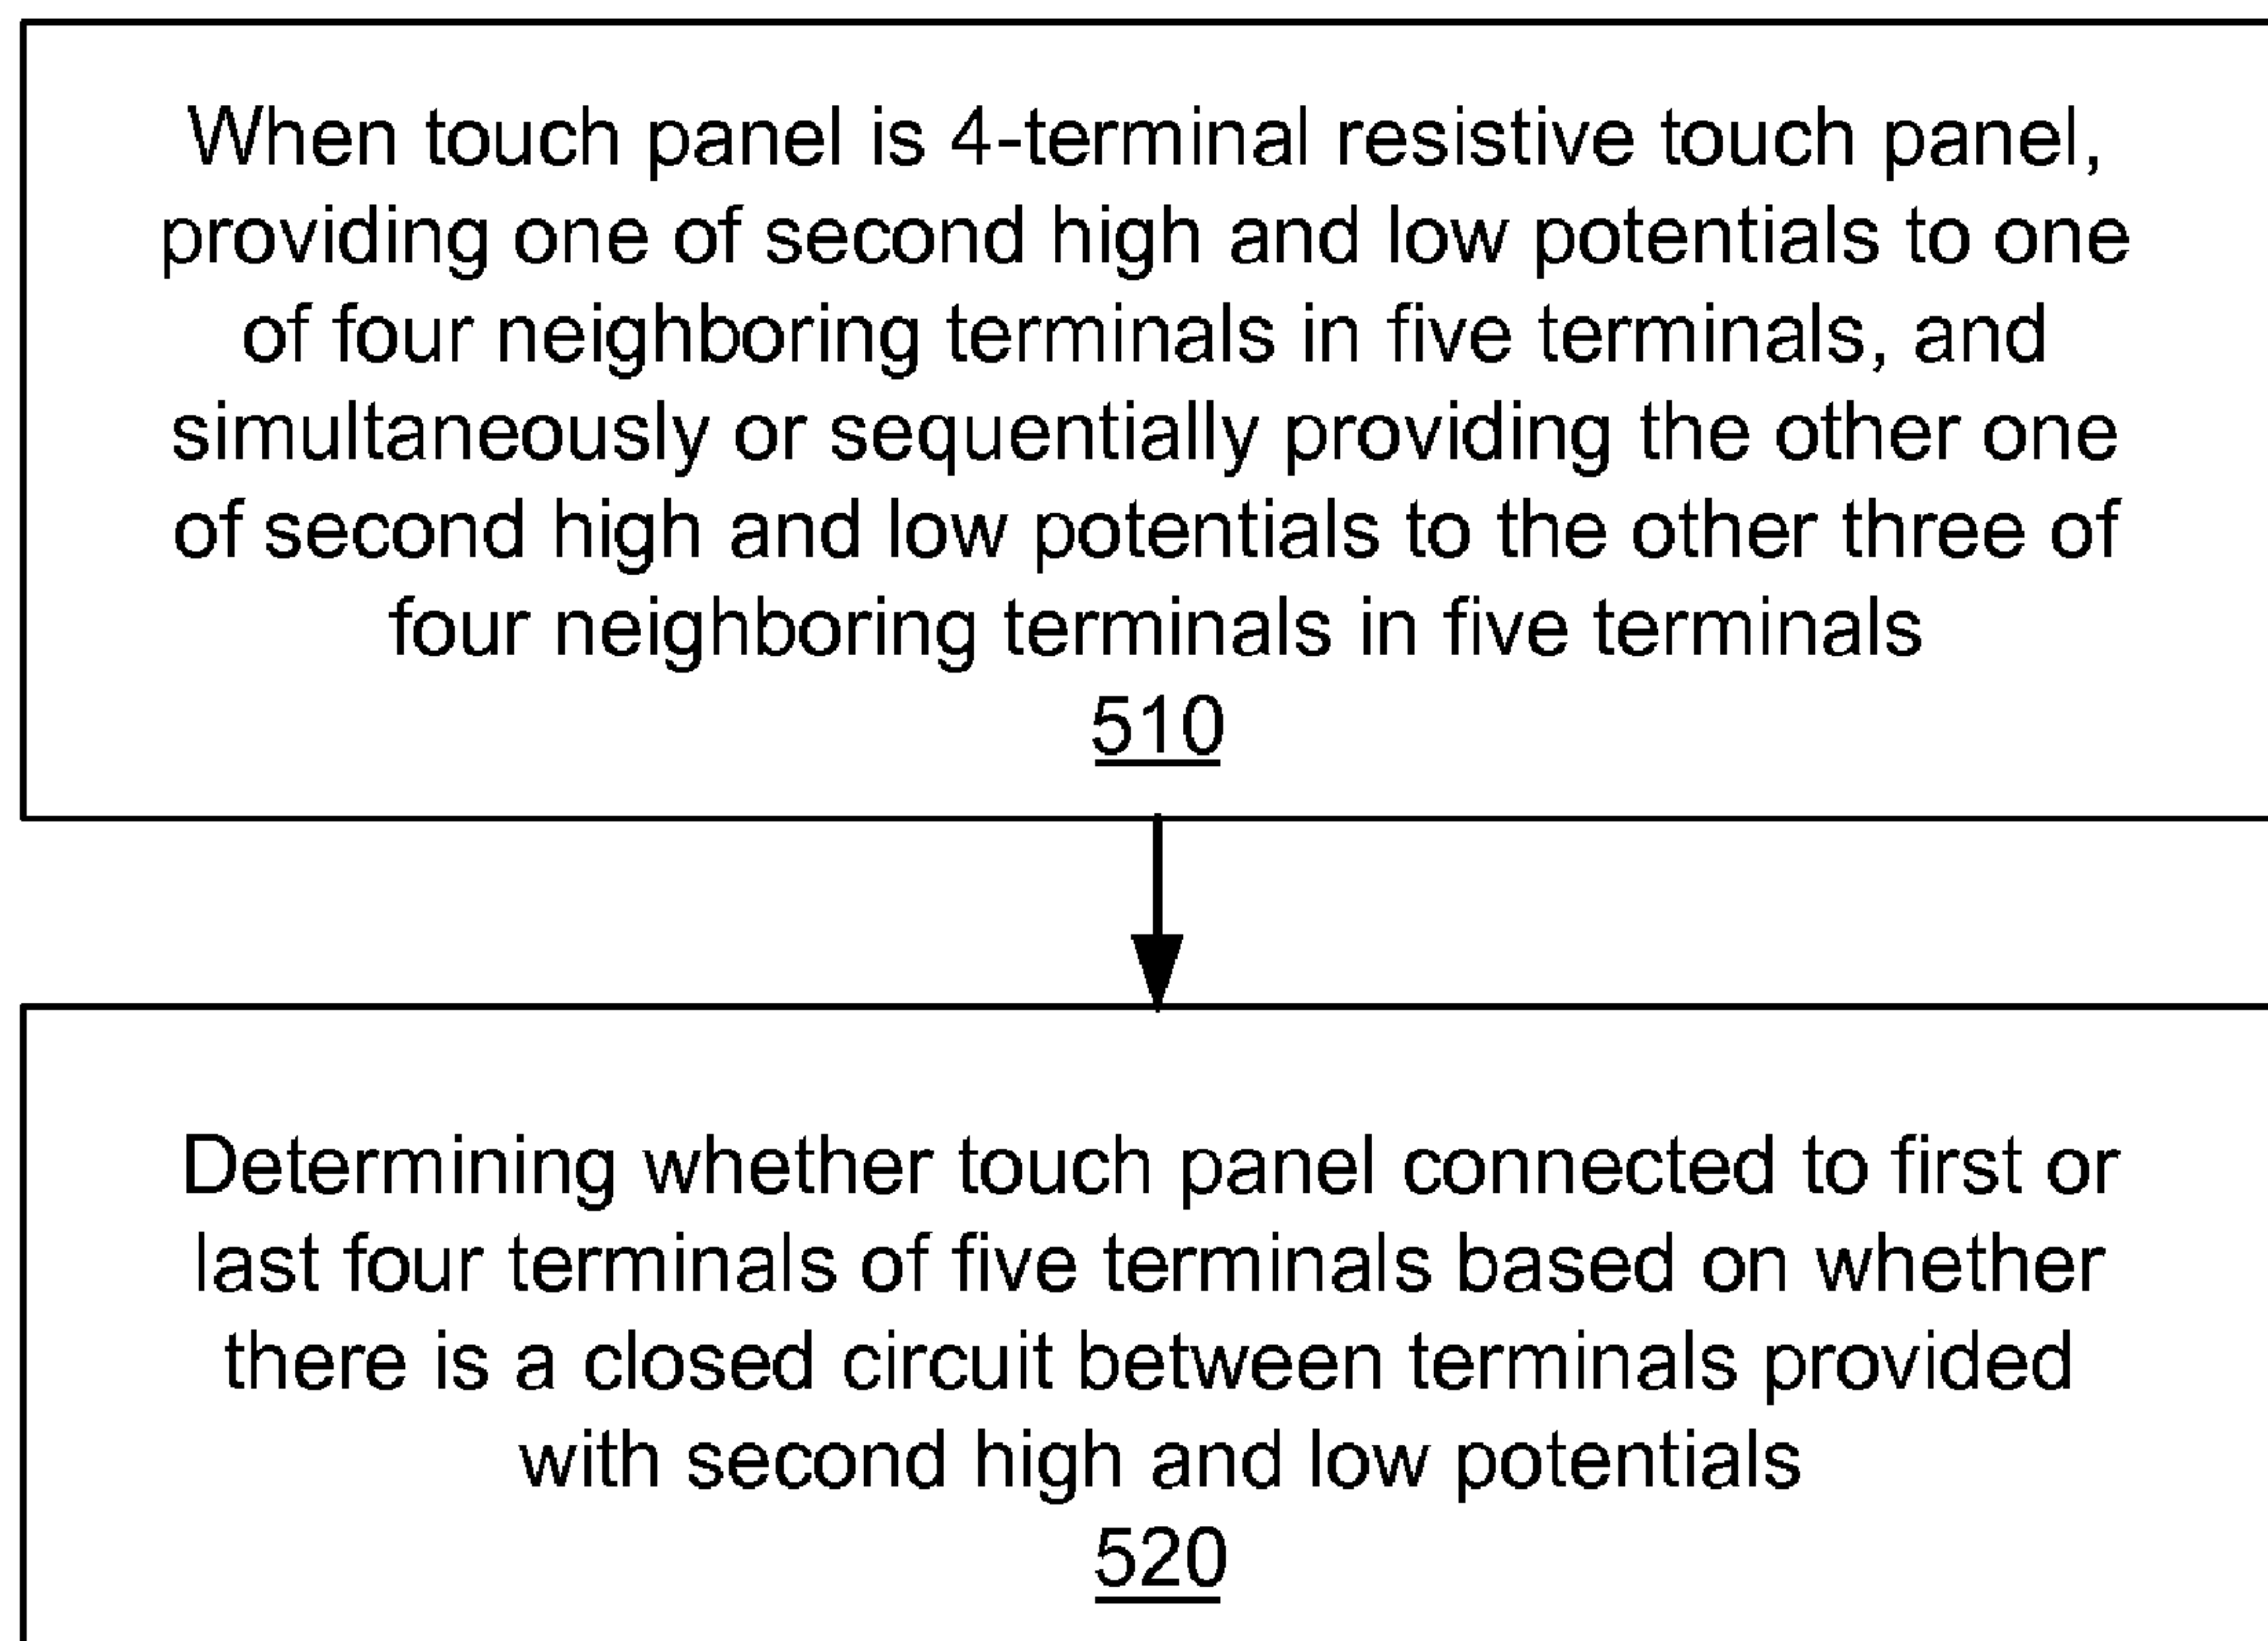 When touch panel is 4-terminal resistive touch panel,
providing one of second high and low potentials to one
of four neighboring terminals in five terminals, and
simultaneously or sequentially providing the other one
of second high and low potentials to the other three of
four neighboring terminals in five terminals
510
Determining whether touch panel connected to first or
last four terminals of five terminals based on whether
there is a closed circuit between terminals provided
with second high and low potentials
520